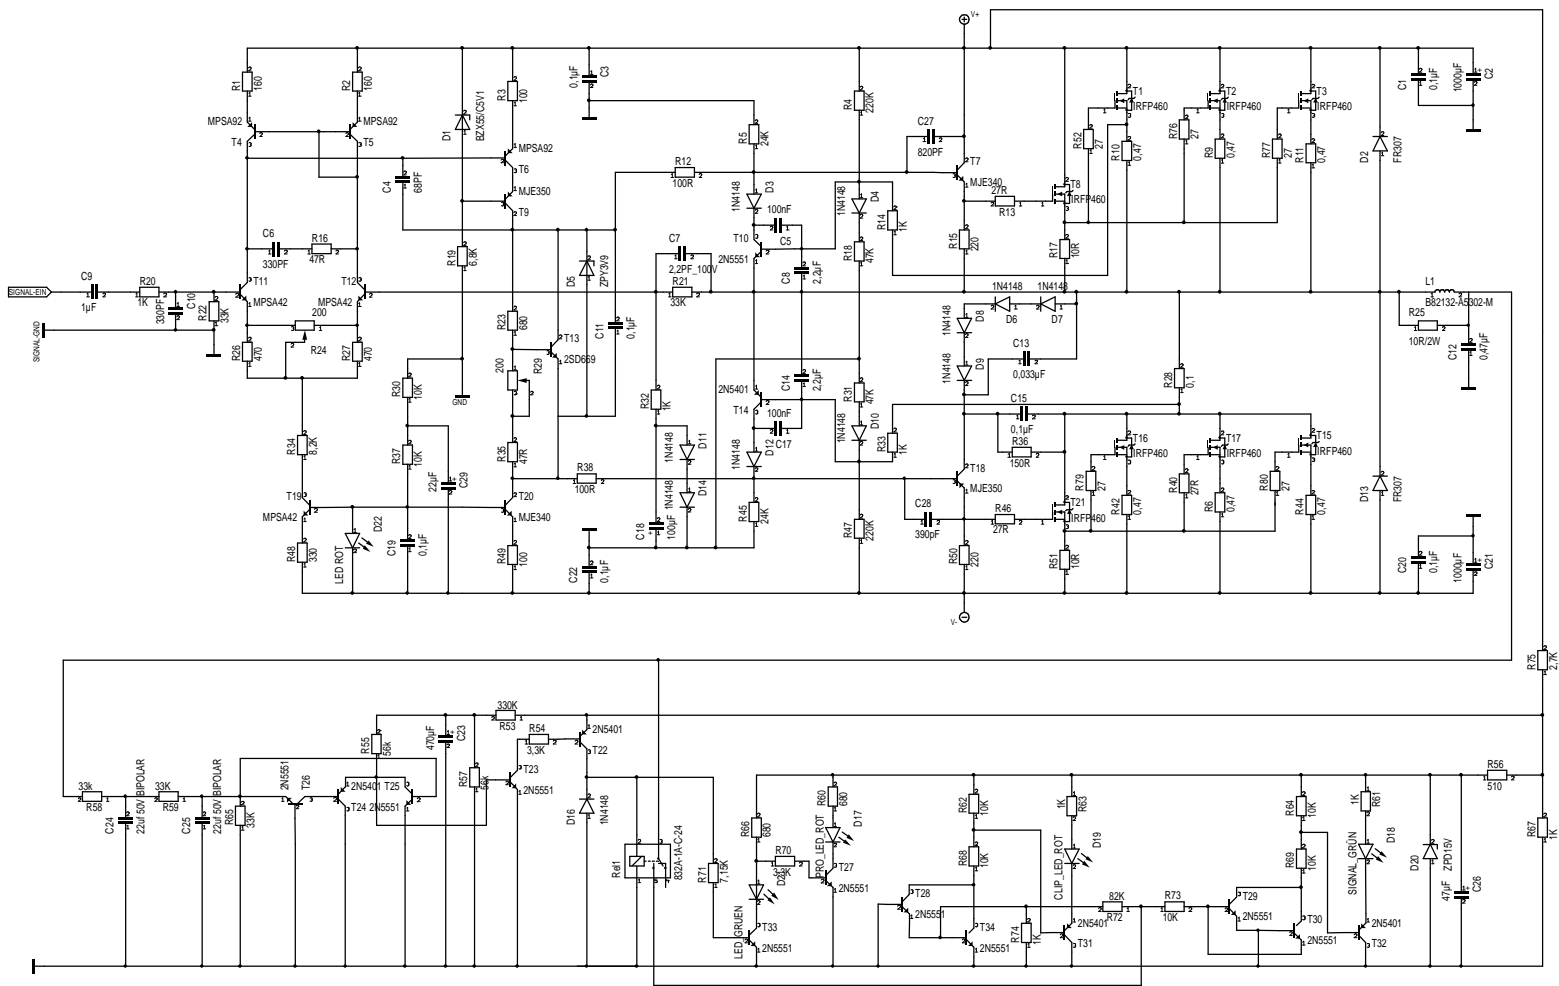 V+
R1
160
R2
160
MPSA92
T4
MPSA92
T5
D1
BZX55/C5V1
R3
100
C3
0,1µF
MPSA92
T6
MJE350
T9
C4
68PF
R5
24K
R4
220K
C27
820PF
T7
MJE340
R12
100R
D3
1N4148
100nF
C5
1N4148
D4
R14
1K
T10
2N5551
C8
2,2µF
R18
47K
R15
220
27R
R13
T8
IRFP460
R17
10R
T1
IRFP460
R52
27
R10
0,47
T2
IRFP460
R76
27
R9
0,47
T3
IRFP460
R77
27
R11
0,47
D2
FR307
C1
0,1µF
1000µF
C2
C6
330PF
R16
47R
R19
6,8K
D5
ZPY3V9
C7
2,2PF_100V
R21
33K
SIGNAL-EIN
C9
1µF
R20
1K
C10
330PF
R22
33K
T11
MPSA42
T12
MPSA42
200
R24
R26
470
R27
470
SIGNAL-GND
GND
R23
680
T13
2SD669
C11
0,1µF
200
R29
R30
10K
R37
10K
22µF
C29
R34
8,2K
T19
MPSA42
R48
330
LED ROT
D22
C19
0,1µF
R35
47R
T20
MJE340
R49
100
R38
100R
R32
1K
1N4148
D11
1N4148
D14
C18
100µF
C22
0,1µF
2N5401
T14
C14
2,2µF
100nF
C17
1N4148
D12
R45
24K
R31
47K
1N4148
D10
R33
1K
R47
220K
1N4148
D8
1N4148
D6
1N4148
D7
1N4148
D9
C13
0,033µF
C15
0,1µF
R36
150R
R28
0,1
T18
MJE350
C28
390pF
R46
27R
R50
220
T21
IRFP460
R51
10R
T16
IRFP460
R79
27
R42
0,47
T17
IRFP460
R40
27R
R6
0,47
T15
IRFP460
R80
27
R44
0,47
D13
FR307
C20
0,1µF
1000µF
C21
L1
B82132-A5302-M
R25
10R/2W
C12
0,47µF
V-
R75
2,7K
33k
R58
C24
22uf 50V BIPOLAR
33K
R59
C25
22uf 50V BIPOLAR
R65
33K
2N5551
T26
R55
56k
2N5401
T24
T25
2N5551
470µF
C23
R57
56k
330K
R53
R54
3,3K
T23
2N5551
2N5401
T22
D16
1N4148
Rel1
832A-1A-C-24
R71
7,15K
R66
680
R70
3,3K
LED_GRUEN
T33
2N5551
R60
680
D17
PRO_LED_ROT
T27
2N5551
R62
10K
R68
10K
T28
2N5551
T34
2N5551
1K
R63
D19
CLIP_LED_ROT
2N5401
T31
R74
1K
82K
R72
R73
10K
T29
2N5551
T30
2N5551
R64
10K
R69
10K
1K
R61
D18
SIGNAL_GRÜN
2N5401
T32
D20
ZPD15V
47µF
C26
R56
510
R67
1K